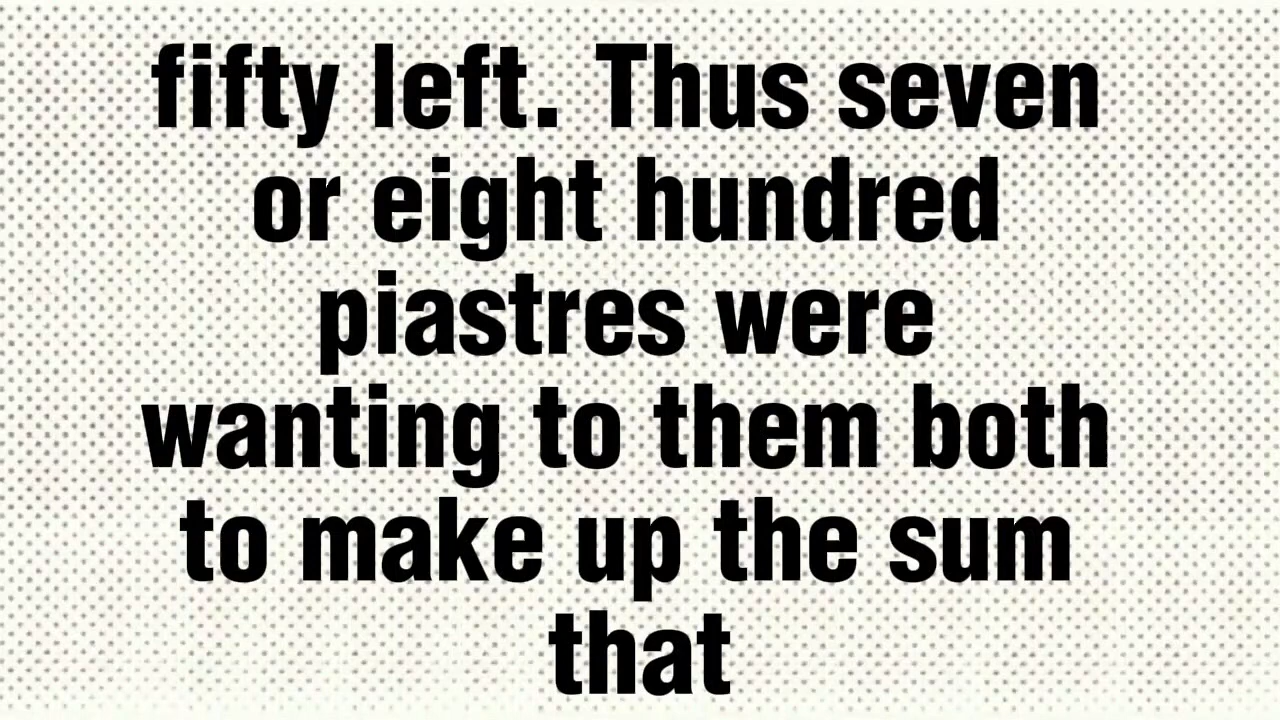 fifty left. Thus seven
or eight hundred
piastres were
wanting to them both
to make up the sum
that